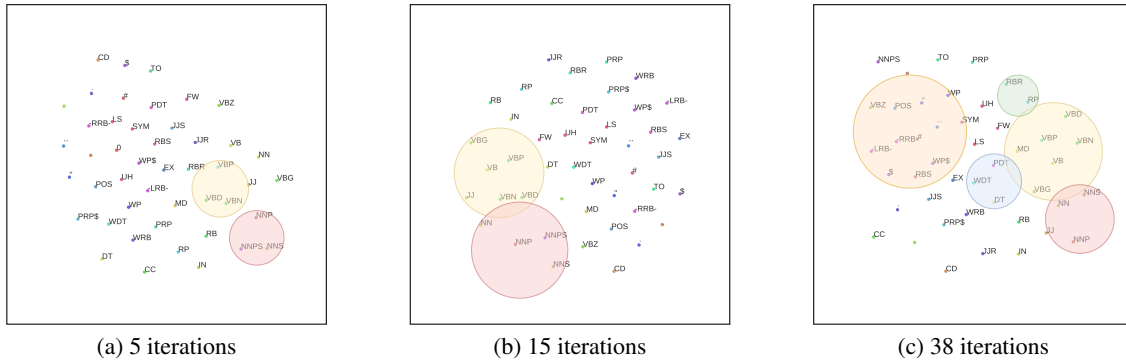 CD
$
TO
#
PDT
FW
VBZ
RRB-
LS
SYM
JJS
0
RBS
JJR
VB
WP$
EX
RBR
VBP
NN
UH
LRB-
JJ
VBG
POS
WP
MD
VBD
VBN
PRP$
WDT
PRP
NNP
WRB
RP
RB
NNPS
NNS
DT
CC
IN
(a) 5 iterations
JJR
PRP
RBR
WRB
RP
PRP$
RB
CC
PDT
WP$
LRB-
IN
LS
VBG
FW
UH
SYM
RBS
EX
VBP
VB
DT
WDT
JJS
WP
#
JJ
VBN
VBD
TO
$
MD
RRB-
NN
NNPS
NNP
VBZ
POS
NNS
CD
(b) 15 iterations
NNPS
TO
PRP
RBR
WP
VBZ
POS
UH
RP
SYM
FW
VBD
LRB-
RRB-
#
LS
MD
VBP
VBN
WP$
PDT
VB
$
RBS
EX
WDT
JJS
DT
VBG
NNS
WRB
NN
PRP$
RB
CC
JJ
NNP
JJR
IN
CD
(c) 38 iterations